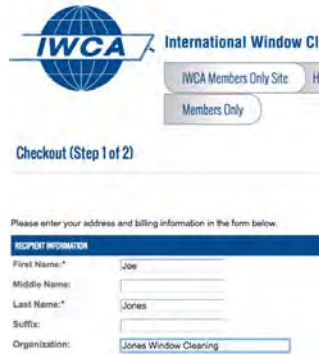 IWCA
International Window Cl
IWCA Members Only Site H
Members Only
Checkout (Step 1 of 2)
Please enter your address and billing information in the form below.
RECIPIENT INFORMATION
First Name:* Joe
Middle Name:
Last Name:* Jones
Suffix:
Organization: Jones Window Cleaning